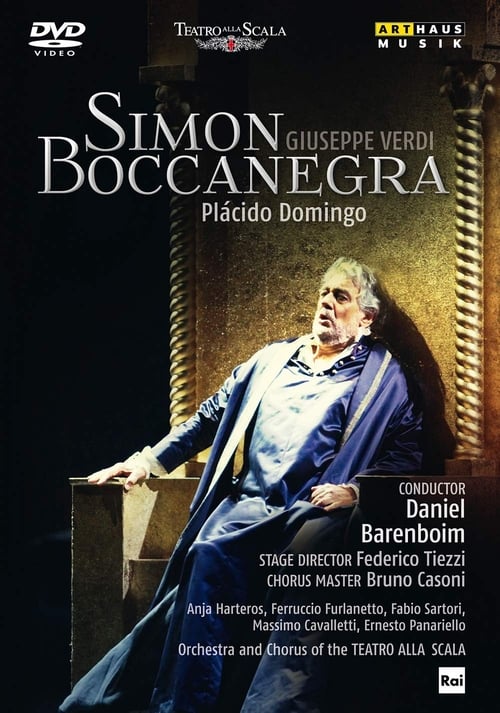 DVD
VIDEO
TEATRO ALLA SCALA
ARTHAUS
MUSIK
SIMON
GIUSEPPE VERDI
BOCCANEGRA
Plácido Domingo
CONDUCTOR
Daniel
Barenboim
STAGE DIRECTOR Federico Tiezzi
CHORUS MASTER Bruno Casoni
Anja Harteros, Ferruccio Furlanetto, Fabio Sartori,
Massimo Cavalletti, Ernesto Panariello
Orchestra and Chorus of the TEATRO ALLA SCALA
Rai